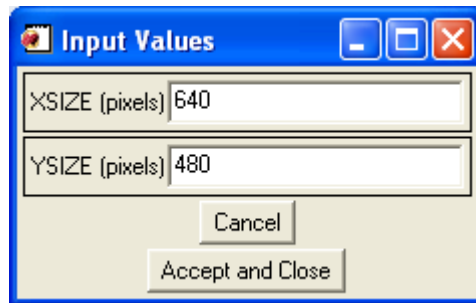 Input Values
XSIZE (pixels) 640
YSIZE (pixels) 480
Cancel
Accept and Close